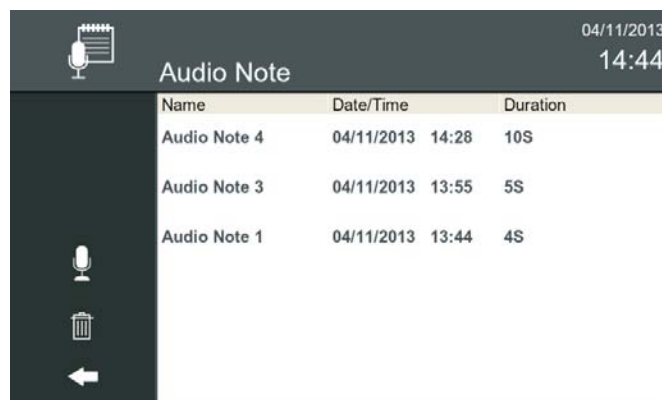 04/11/2013
14:44
Audio Note
Name Date/Time Duration
Audio Note 4 04/11/2013 14:28 10S
Audio Note 3 04/11/2013 13:55 5S
Audio Note 1 04/11/2013 13:44 4S